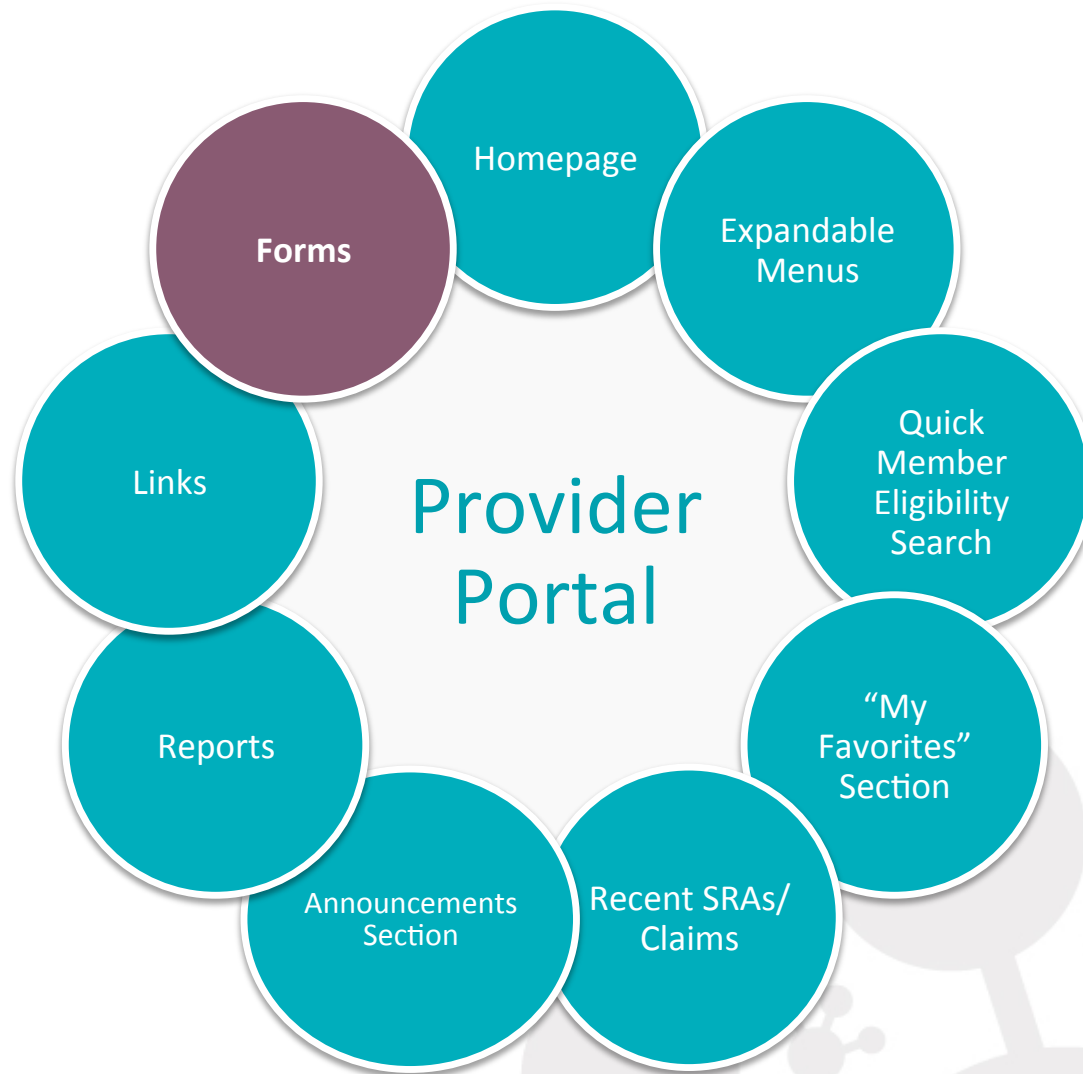 Homepage
Expandable
Menus
Quick
Member
Eligibility
Search
“My
Favorites”
Section
Recent SRAs/
Claims
Announcements
Section
Reports
Links
Forms
Provider
Portal